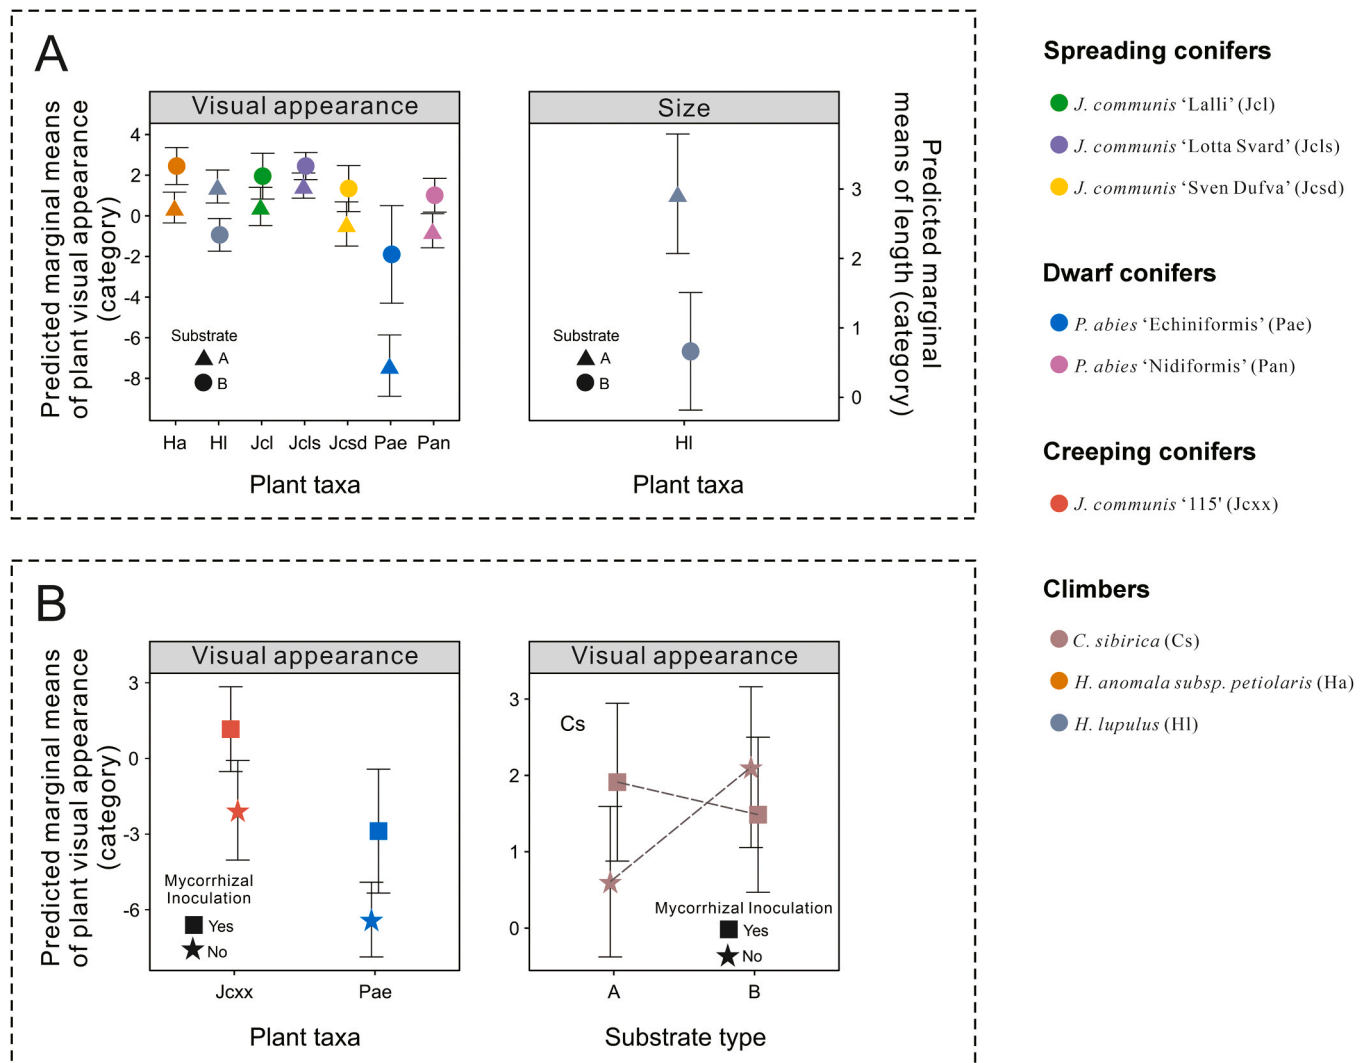 A
Visual appearance
Predicted marginal means
of plant visual appearance
(category)
4
2
0
-2
-4
-6
-8
Substrate
A
B
Ha
Hl
Jcl
Jcls
Jcsd
Pae
Pan
Plant taxa
Size
Predicted marginal
means of length (category)
3
2
1
0
Substrate
A
B
Hl
Plant taxa
B
Visual appearance
Predicted marginal means
of plant visual appearance
(category)
3
0
-3
-6
Mycorrhizal
Inoculation
Yes
No
Jcxx
Pae
Plant taxa
Visual appearance
3
2
1
0
Cs
Mycorrhizal Inoculation
Yes
No
A
B
Substrate type
Spreading conifers
J. communis ‘Lalli’ (Jcl)
J. communis ‘Lotta Svard’ (Jcls)
J. communis ‘Sven Dufva’ (Jcsd)
Dwarf conifers
P. abies ‘Echiniformis’ (Pae)
P. abies ‘Nidiformis’ (Pan)
Creeping conifers
J. communis ‘115' (Jcxx)
Climbers
C. sibirica (Cs)
H. anomala subsp. petiolaris (Ha)
H. lupulus (Hl)